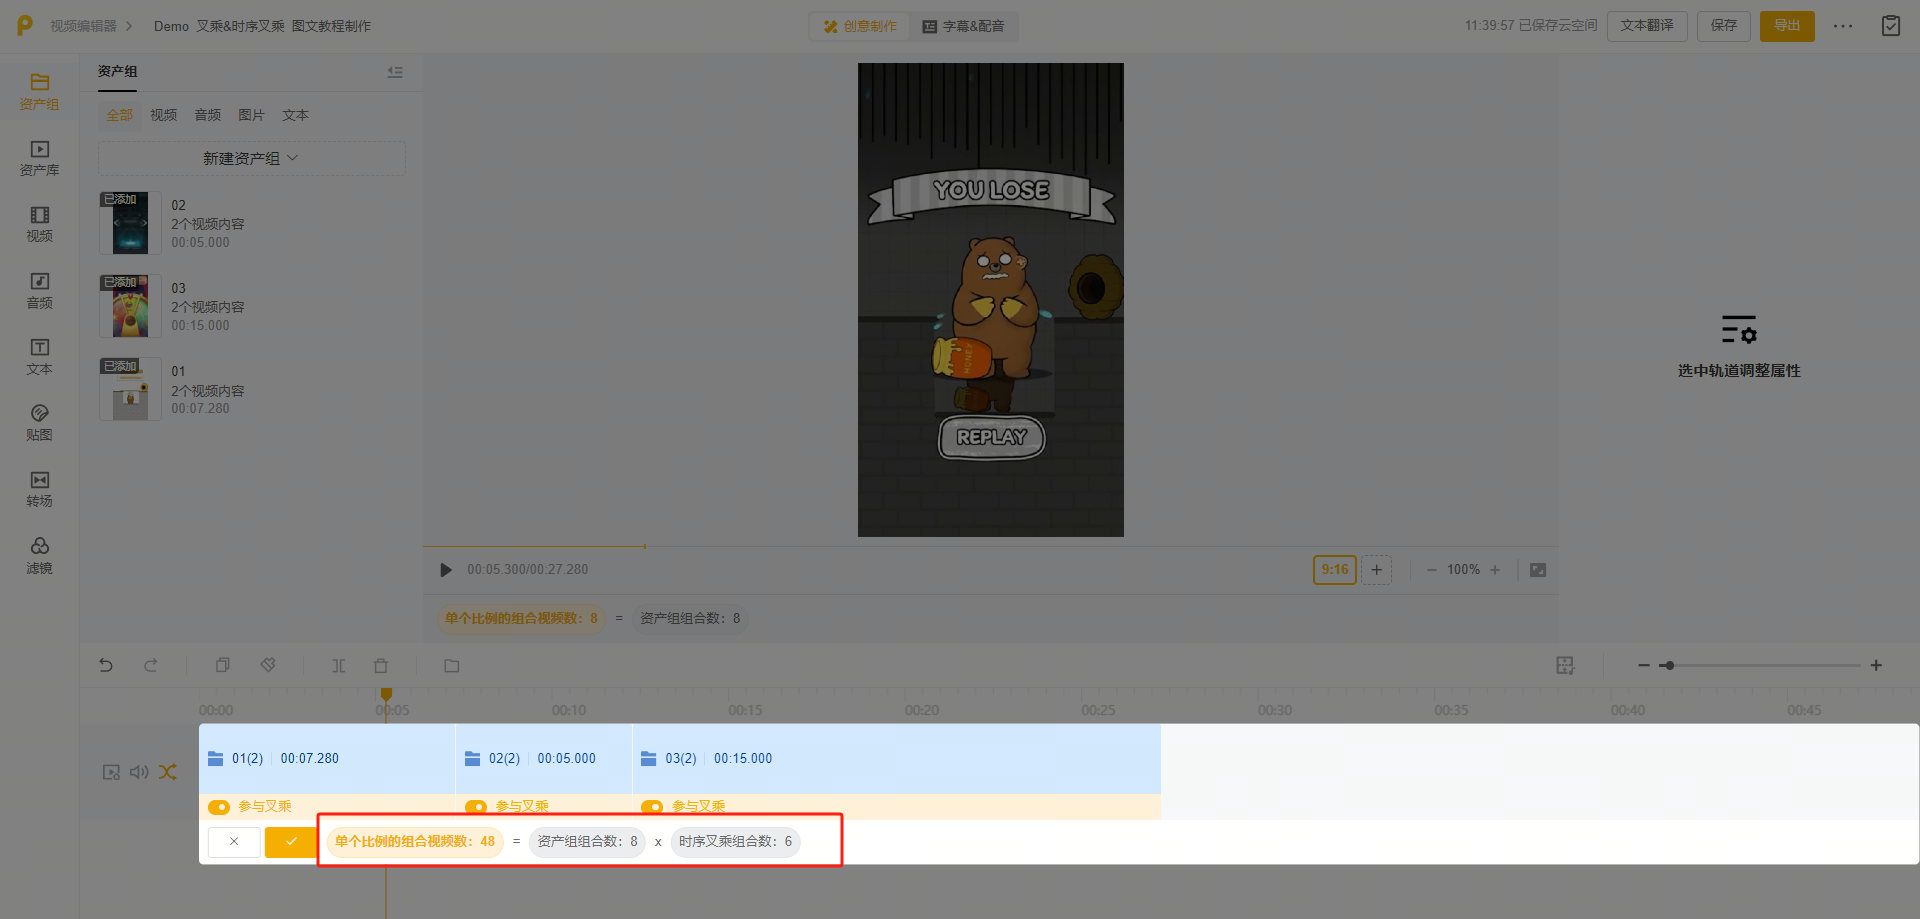 视频编辑器 Demo 叉乘&时序叉乘 图文教程制作
创意制作 字幕&配音
11:39:57 已保存云空间 文本翻译 保存 导出
资产组
资产库
视频
音频
文本
贴图
转场
滤镜
资产组
全部 视频 音频 图片 文本
新建资产组
已添加
02
2个视频内容
00:05.000
已添加
03
2个视频内容
00:15.000
已添加
01
2个视频内容
00:07.280
YOU LOSE
HONEY
REPLAY
选中轨道调整属性
00:05.300/00:27.280
9:16 + 100%
单个比例的组合视频数：8 = 资产组组合数：8
00:00 00:05 00:10 00:15 00:20 00:25 00:30 00:35 00:40 00:45
01(2) 00:07.280 02(2) 00:05.000 03(2) 00:15.000
参与叉乘 参与叉乘 参与叉乘
单个比例的组合视频数：48 = 资产组组合数：8 x 时序叉乘组合数：6